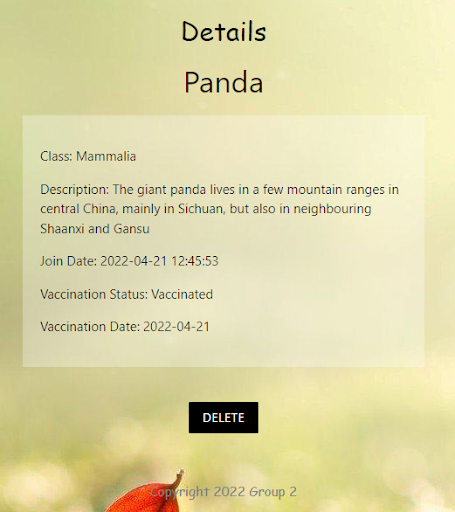 Details
Panda
Class: Mammalia
Description: The giant panda lives in a few mountain ranges in
central China, mainly in Sichuan, but also in neighbouring
Shaanxi and Gansu
Join Date: 2022-04-21 12:45:53
Vaccination Status: Vaccinated
Vaccination Date: 2022-04-21
DELETE
Copyright 2022 Group 2